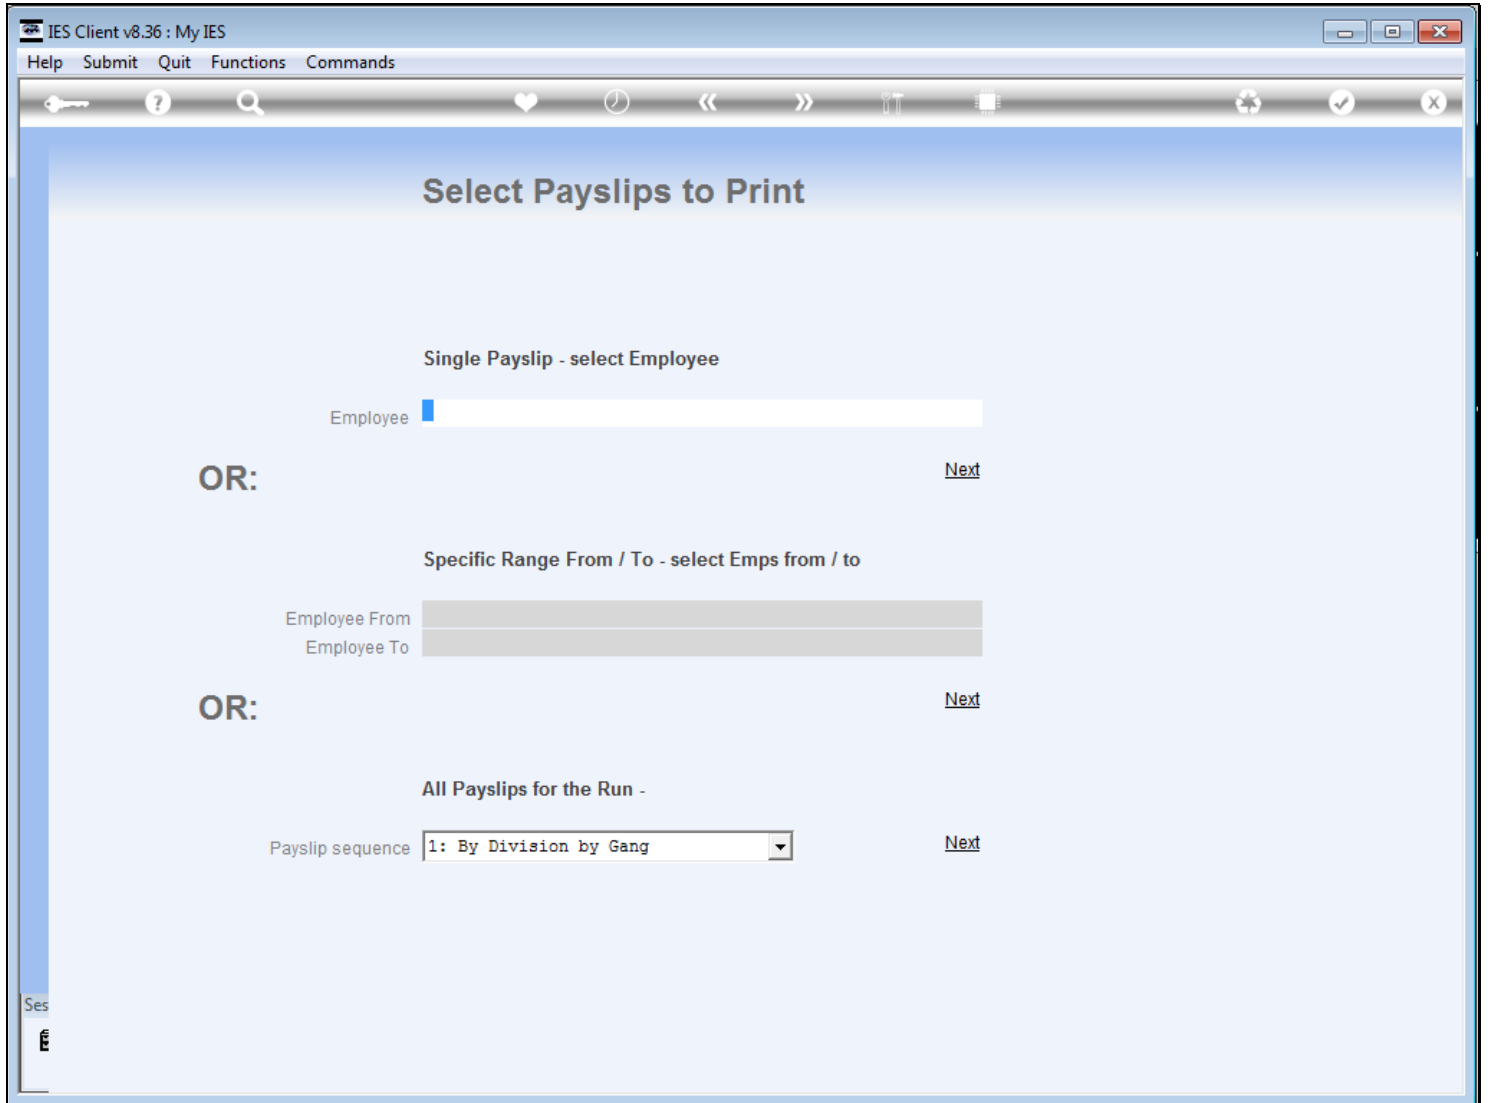 IES Client v8.36 : My IES
Help Submit Quit Functions Commands
Select Payslips to Print
Single Payslip - select Employee
Employee
OR:
Next
Specific Range From / To - select Emps from / to
Employee From
Employee To
OR:
Next
All Payslips for the Run -
Payslip sequence 1: By Division by Gang Next
Ses